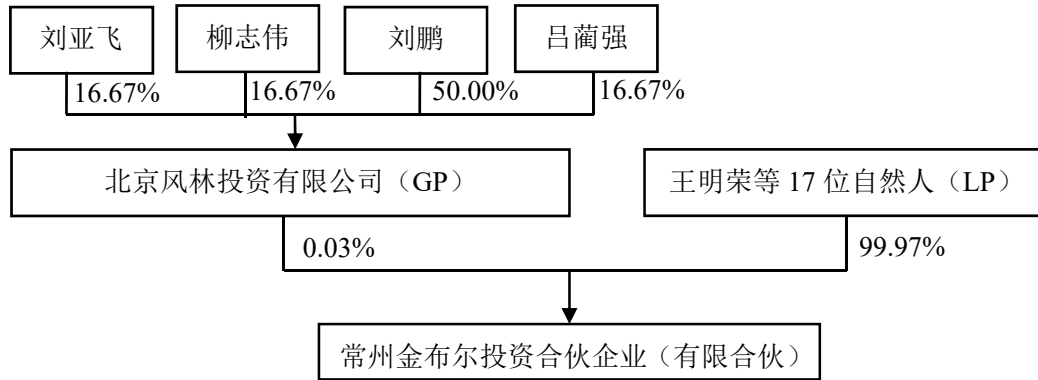 刘亚飞 柳志伟 刘鹏 吕蔺强
16.67% 16.67% 50.00% 16.67%
北京风林投资有限公司（GP） 王明荣等 17 位自然人（LP）
0.03% 99.97%
常州金布尔投资合伙企业（有限合伙）